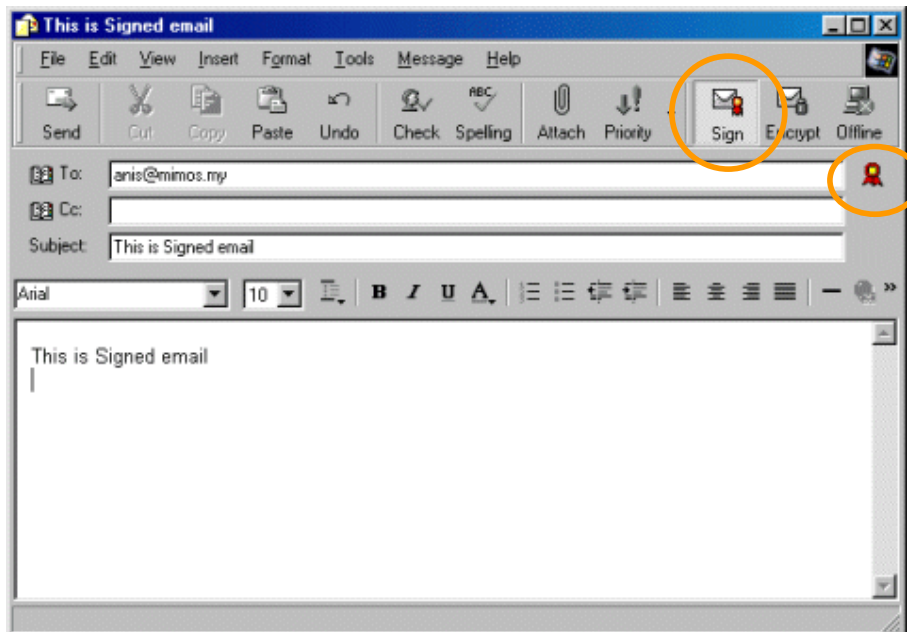 This is Signed email
File Edit View Insert Format Tools Message Help
Send Cut Copy Paste Undo Check Spelling Attach Priority Sign Encrypt Offline
To: anis@mimos.my
Cc:
Subject: This is Signed email
Arial 10 B I U A
This is Signed email